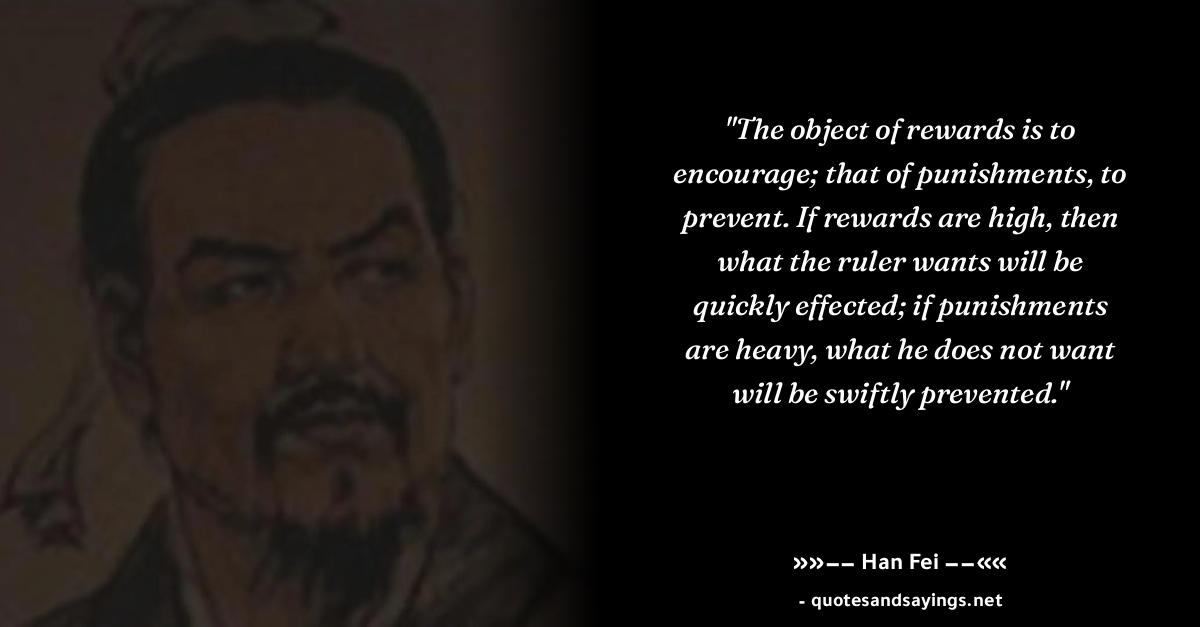 "The object of rewards is to
encourage; that of punishments, to
prevent. If rewards are high, then
what the ruler wants will be
quickly effected; if punishments
are heavy, what he does not want
will be swiftly prevented."
»»–– Han Fei ––««
- quotesandsayings.net